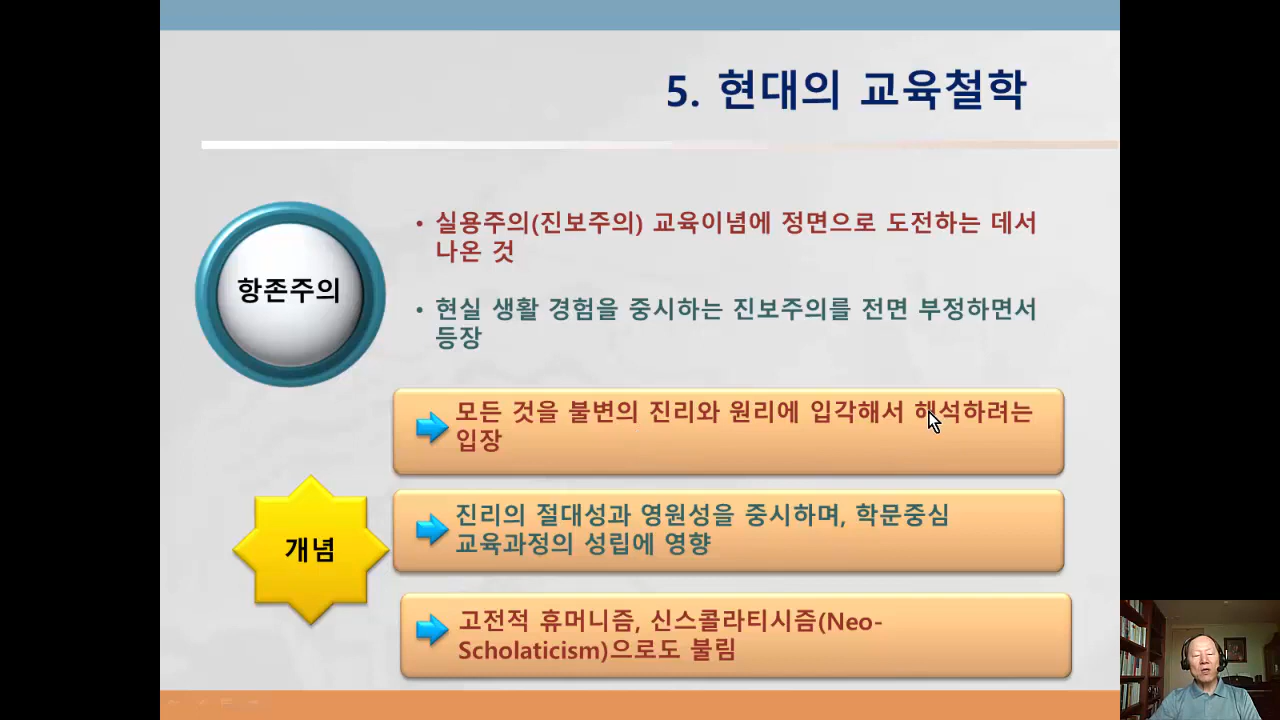 5. 현대의 교육철학
항존주의
• 실용주의(진보주의) 교육이념에 정면으로 도전하는 데서
나온 것
• 현실 생활 경험을 중시하는 진보주의를 전면 부정하면서
등장
개념
모든 것을 불변의 진리와 원리에 입각해서 해석하려는
입장
진리의 절대성과 영원성을 중시하며, 학문중심
교육과정의 성립에 영향
고전적 휴머니즘, 신스콜라티시즘(Neo-
Scholaticism)으로도 불림